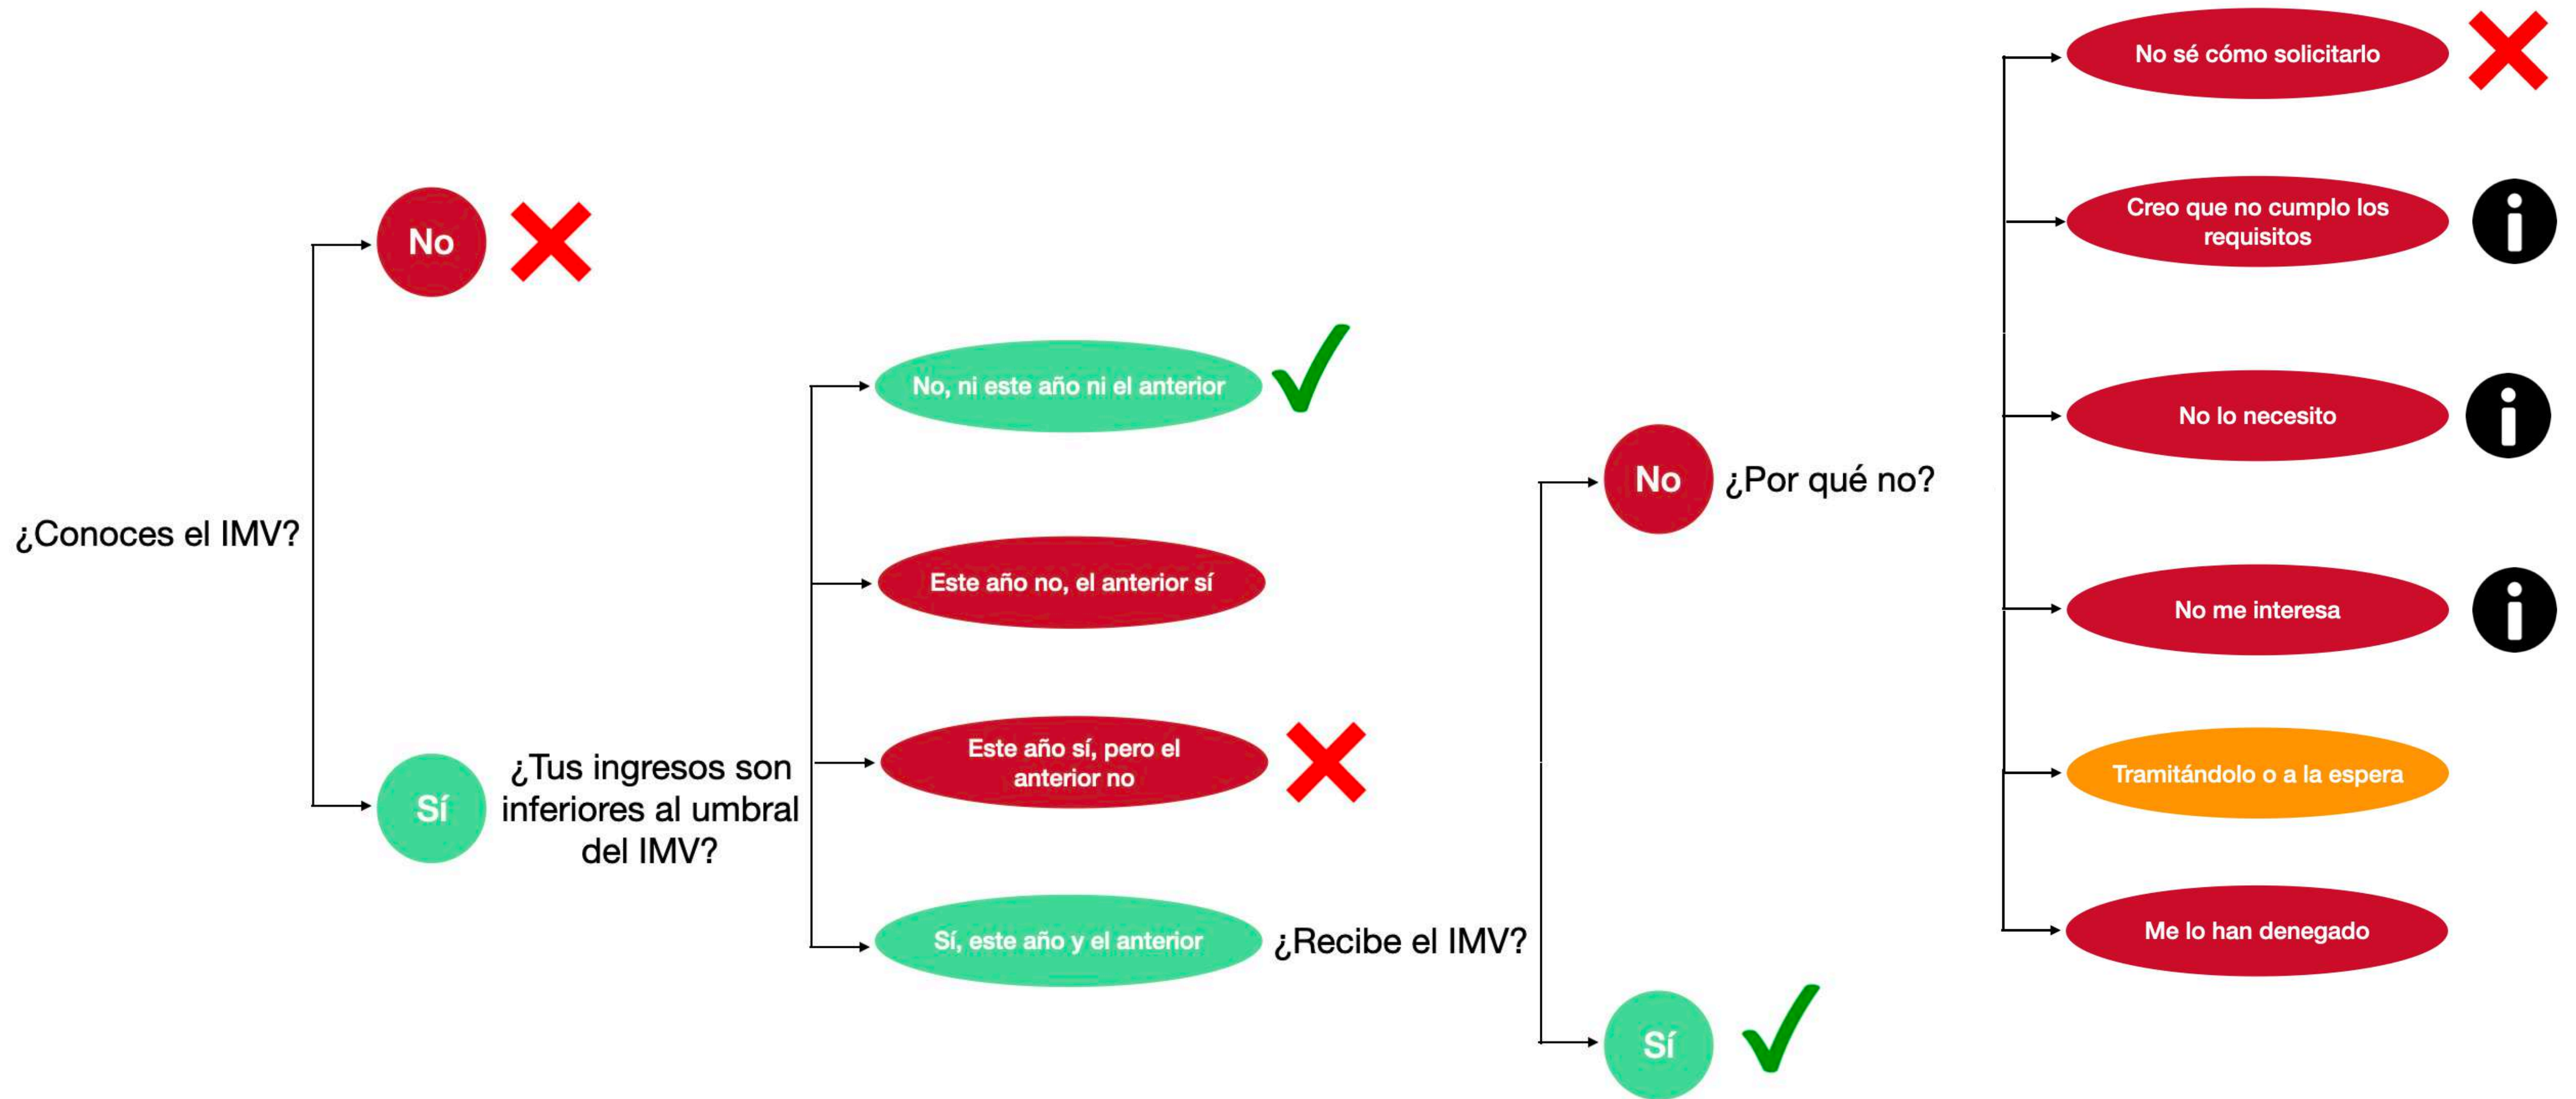 ¿Conoces el IMV?
No
Sí
¿Tus ingresos son
inferiores al umbral
del IMV?
No, ni este año ni el anterior
Este año no, el anterior sí
Este año sí, pero el
anterior no
Sí, este año y el anterior
¿Recibe el IMV?
No
¿Por qué no?
Sí
No sé cómo solicitarlo
Creo que no cumplo los
requisitos
No lo necesito
No me interesa
Tramitándolo o a la espera
Me lo han denegado